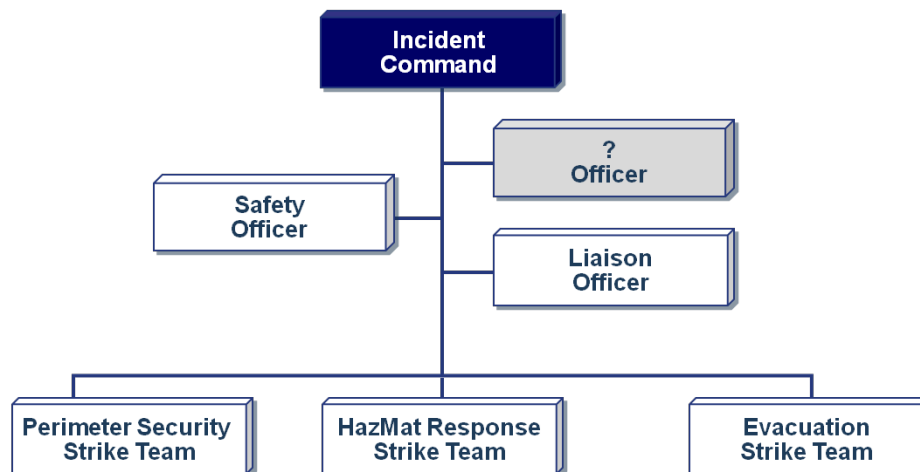 Incident
Command
?
Officer
Safety
Officer
Liaison
Officer
Perimeter Security
Strike Team
HazMat Response
Strike Team
Evacuation
Strike Team